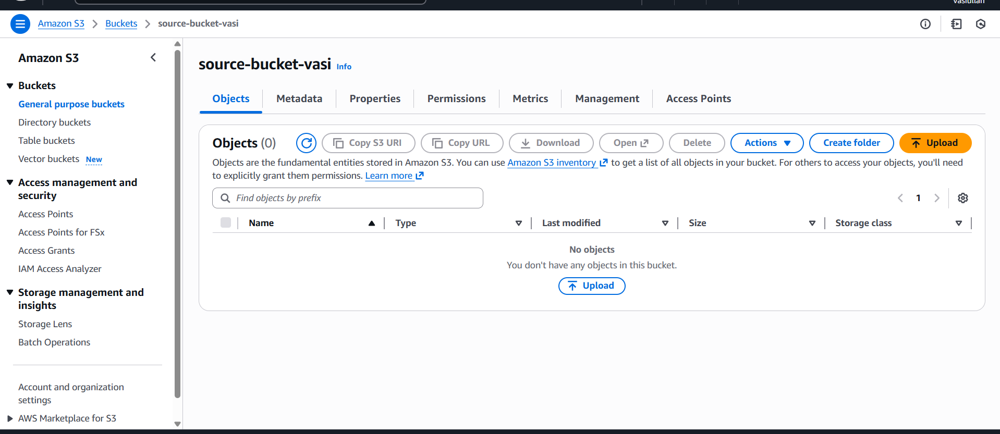 Vasiullah
Amazon S3 > Buckets > source-bucket-vasi
Amazon S3
Buckets
General purpose buckets
Directory buckets
Table buckets
Vector buckets New
Access management and
security
Access Points
Access Points for FSx
Access Grants
IAM Access Analyzer
Storage management and
insights
Storage Lens
Batch Operations
Account and organization
settings
AWS Marketplace for S3
source-bucket-vasi Info
Objects Metadata Properties Permissions Metrics Management Access Points
Objects (0) Copy S3 URI Copy URL Download Open Delete Actions Create folder Upload
Objects are the fundamental entities stored in Amazon S3. You can use Amazon S3 inventory to get a list of all objects in your bucket. For others to access your objects, you'll need
to explicitly grant them permissions. Learn more
Find objects by prefix
1
Name Type Last modified Size Storage class
No objects
You don't have any objects in this bucket.
Upload